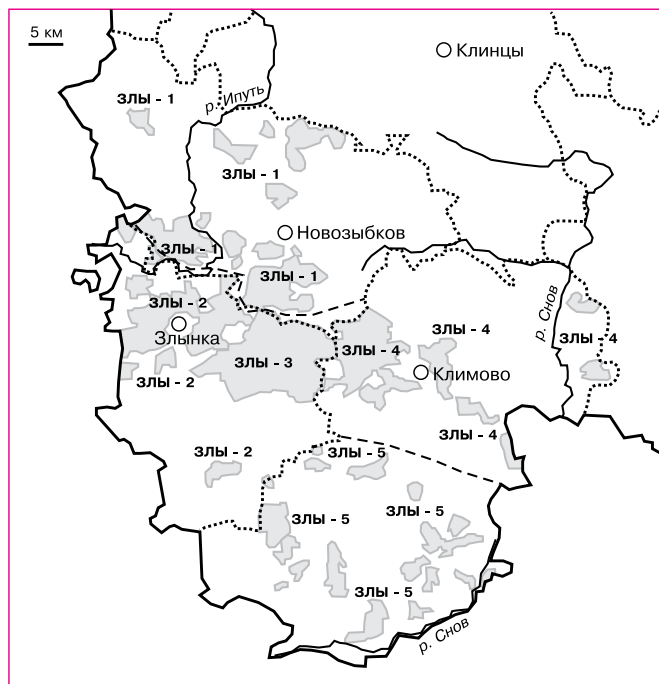 5 км
Клинцы
ЗЛЫ - 1
р. Ипуть
ЗЛЫ - 1
Новозыбков
ЗЛЫ - 1
ЗЛЫ - 1
ЗЛЫ - 2
р. Снов
Злынка
ЗЛЫ - 4
ЗЛЫ - 4
ЗЛЫ - 4
ЗЛЫ - 3
Климово
ЗЛЫ - 2
ЗЛЫ - 4
ЗЛЫ - 2
ЗЛЫ - 5
ЗЛЫ - 5
ЗЛЫ - 5
ЗЛЫ - 5
р. Снов